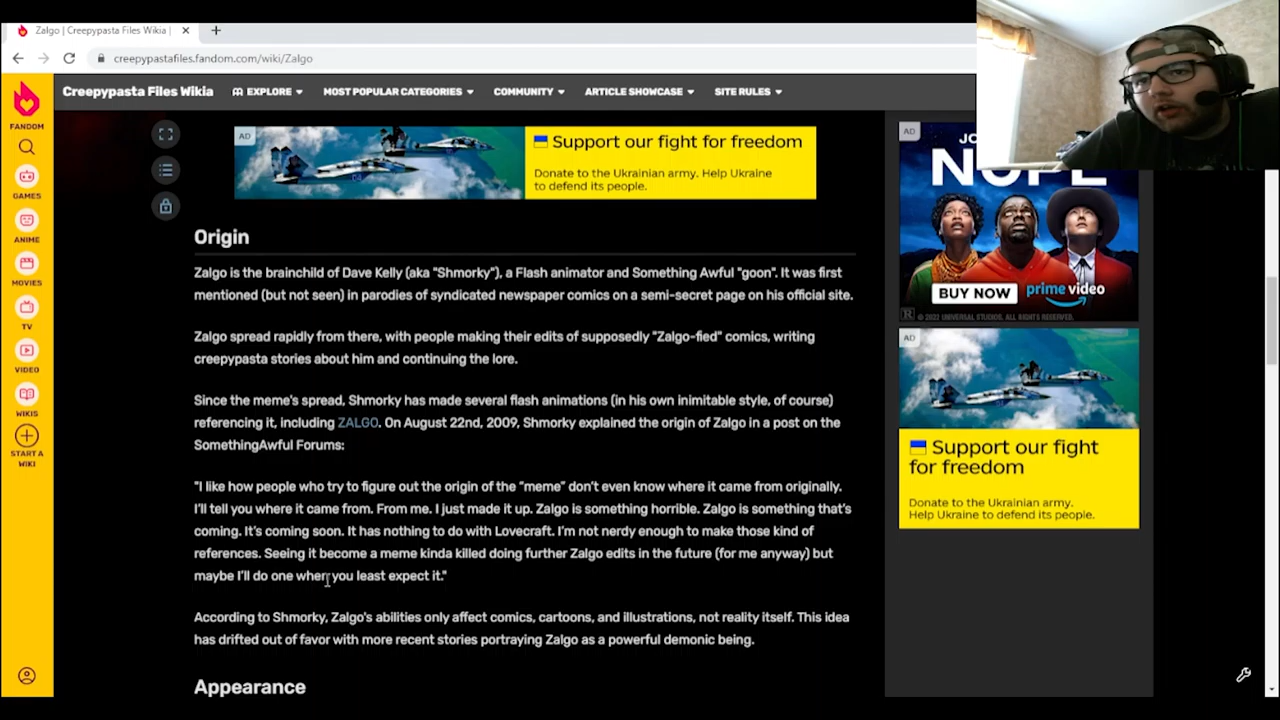 Zalgo | Creepypasta Files Wikia |
creepypastafiles.fandom.com/wiki/Zalgo
FANDOM
GAMES
ANIME
MOVIES
TV
VIDEO
WIKIS
START A
WIKI
Creepypasta Files Wikia
EXPLORE
MOST POPULAR CATEGORIES
COMMUNITY
ARTICLE SHOWCASE
SITE RULES
AD
Support our fight for freedom
Donate to the Ukrainian army. Help Ukraine
to defend its people.
Origin
Zalgo is the brainchild of Dave Kelly (aka "Shmorky"), a Flash animator and Something Awful "goon". It was first
mentioned (but not seen) in parodies of syndicated newspaper comics on a semi-secret page on his official site.
Zalgo spread rapidly from there, with people making their edits of supposedly "Zalgo-fied" comics, writing
creepypasta stories about him and continuing the lore.
Since the meme's spread, Shmorky has made several flash animations (in his own inimitable style, of course)
referencing it, including ZALGO. On August 22nd, 2009, Shmorky explained the origin of Zalgo in a post on the
SomethingAwful Forums:
"I like how people who try to figure out the origin of the “meme” don’t even know where it came from originally.
I’ll tell you where it came from. From me. I just made it up. Zalgo is something horrible. Zalgo is something that’s
coming. It’s coming soon. It has nothing to do with Lovecraft. I’m not nerdy enough to make those kind of
references. Seeing it become a meme kinda killed doing further Zalgo edits in the future (for me anyway) but
maybe I’ll do one when you least expect it."
According to Shmorky, Zalgo's abilities only affect comics, cartoons, and illustrations, not reality itself. This idea
has drifted out of favor with more recent stories portraying Zalgo as a powerful demonic being.
Appearance
AD
NOPE
BUY NOW
prime video
R
© 2022 UNIVERSAL STUDIOS. ALL RIGHTS RESERVED.
AD
Support our fight
for freedom
Donate to the Ukrainian army.
Help Ukraine to defend its people.